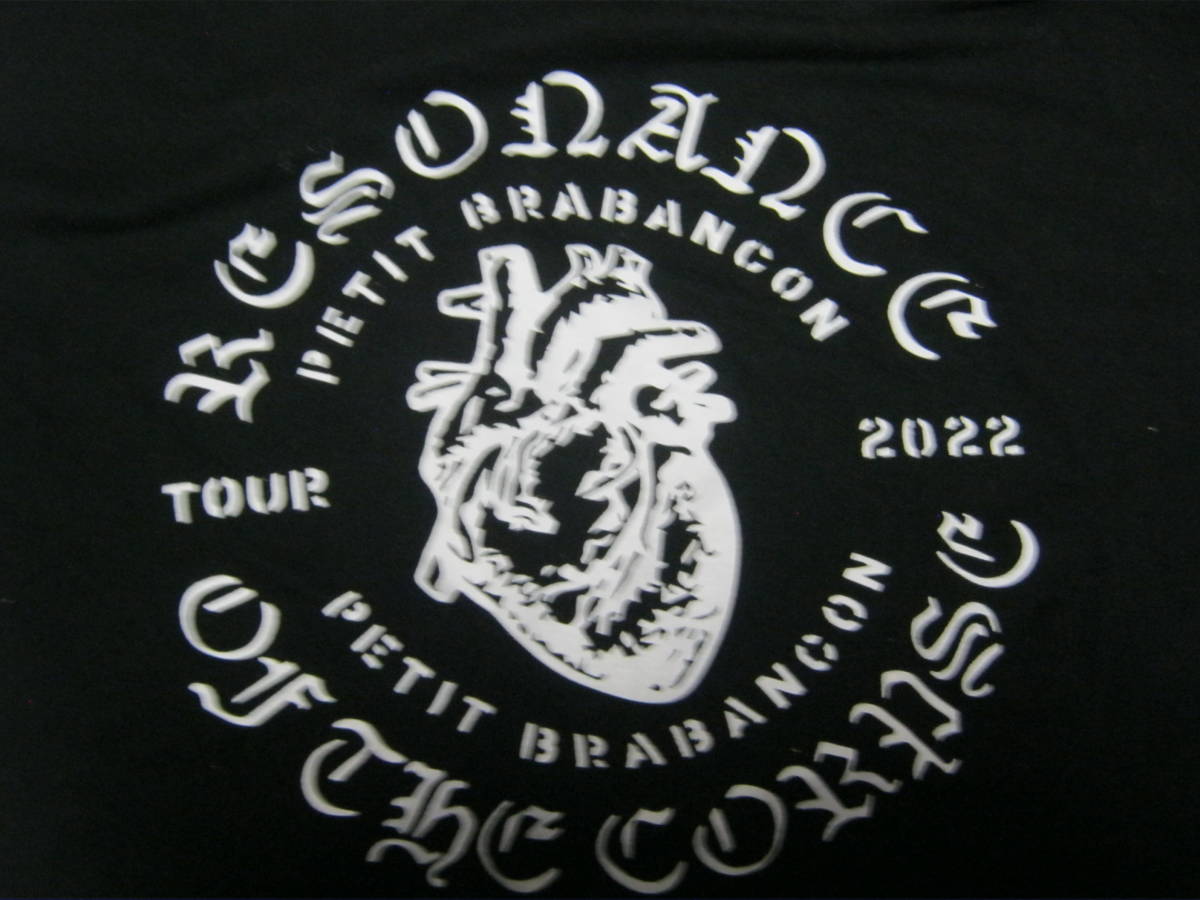 RESONANCE
PETIT BRABANCON
TOUR
2022
PETIT BRABANCON
OF THE CORPSE